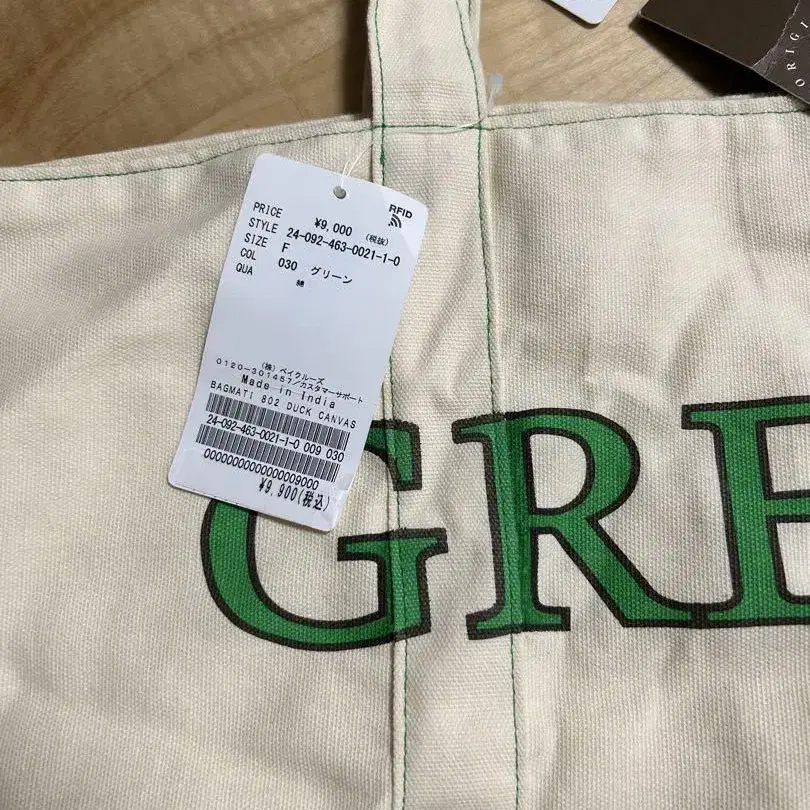 ORIGI
PRICE ¥9,000 (税抜)
RFID
STYLE 24-092-463-0021-1-0
SIZE F
COL 030 グリーン
QUA 綿
(株)ベイクルーズ
0120-301457/カスタマーサポート
Made in India
BAGMATI 802 DUCK CANVAS
24-092-463-0021-1-0 009 030
0000000000000000009000
¥9,900(税込)
GRE